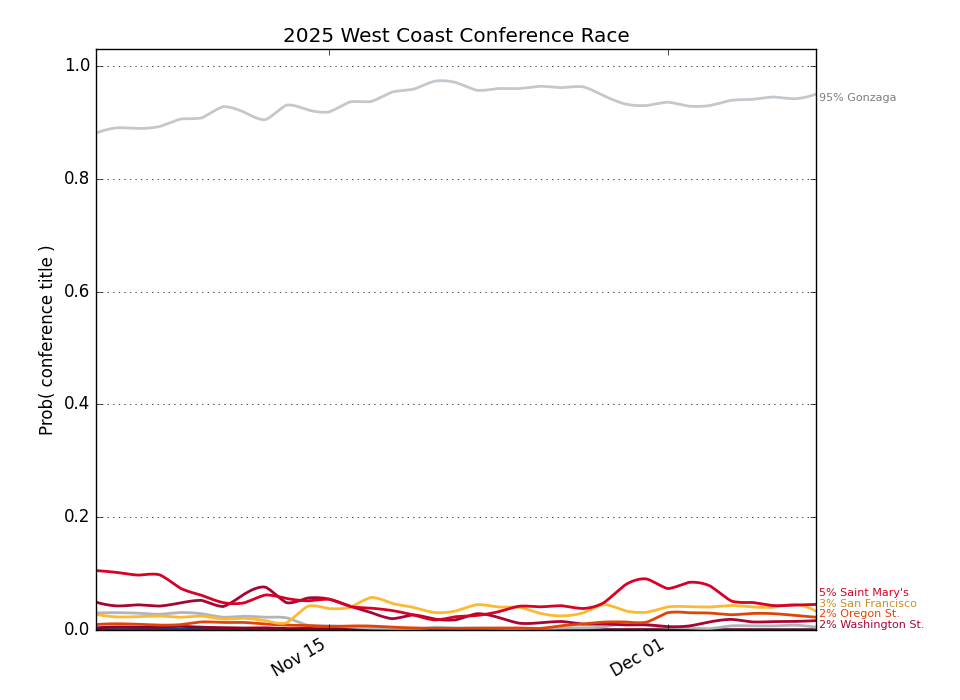 2025 West Coast Conference Race
1.0
0.8
0.6
0.4
0.2
0.0
Prob( conference title )
Nov 15
Dec 01
95% Gonzaga
5% Saint Mary's
3% San Francisco
2% Oregon St.
2% Washington St.